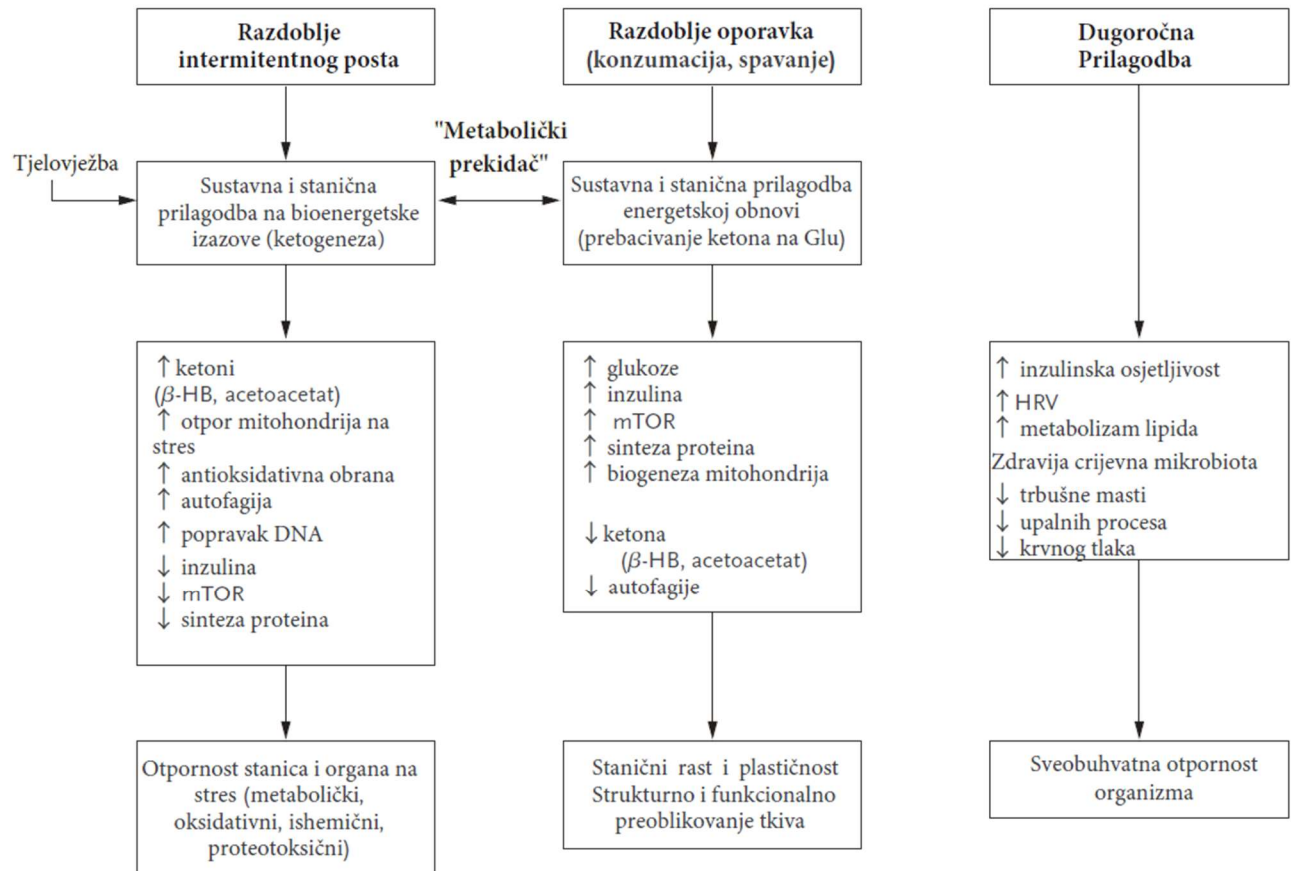 Razdoblje
intermitentnog posta
Razdoblje oporavka
(konzumacija, spavanje)
Dugoročna
Prilagodba
Tjelovježba
"Metabolički
prekidač"
Sustavna i stanična
prilagodba na bioenergetske
izazove (ketogeneza)
Sustavna i stanična prilagodba
energetskoj obnovi
(prebacivanje ketona na Glu)
↑ ketoni
(β-HB, acetoacetat)
↑ otpor mitohondrija na
stres
↑ antioksidativna obrana
↑ autofagija
↑ popravak DNA
↓ inzulina
↓ mTOR
↓ sinteza proteina
↑ glukoze
↑ inzulina
↑ mTOR
↑ sinteza proteina
↑ biogeneza mitohondrija
↓ ketona
(β-HB, acetoacetat)
↓ autofagije
↑ inzulinska osjetljivost
↑ HRV
↑ metabolizam lipida
Zdravija crijevna mikrobiota
↓ trbušne masti
↓ upalnih procesa
↓ krvnog tlaka
Otpornost stanica i organa na
stres (metabolički,
oksidativni, ishemični,
proteotoksični)
Stanični rast i plastičnost
Strukturno i funkcionalno
preoblikovanje tkiva
Sveobuhvatna otpornost
organizma